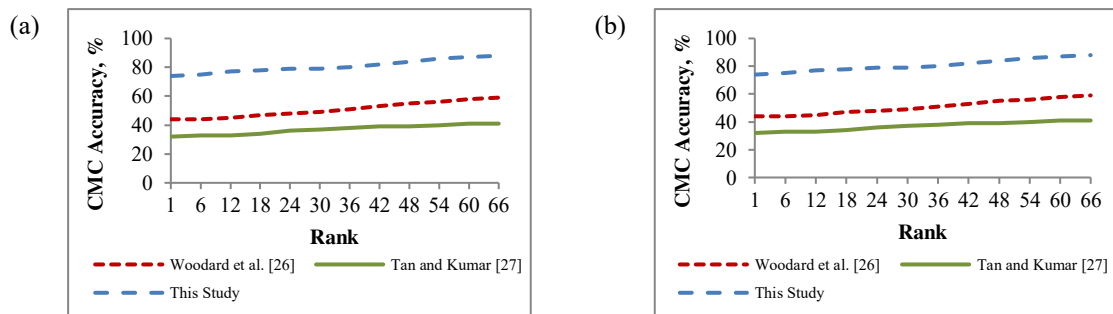 (a)
CMC Accuracy, %
100
80
60
40
20
0
1 6 12 18 24 30 36 42 48 54 60 66
Rank
Woodard et al. [26] Tan and Kumar [27]
This Study
(b)
CMC Accuracy, %
100
80
60
40
20
0
1 6 12 18 24 30 36 42 48 54 60 66
Rank
Woodard et al. [26] Tan and Kumar [27]
This Study